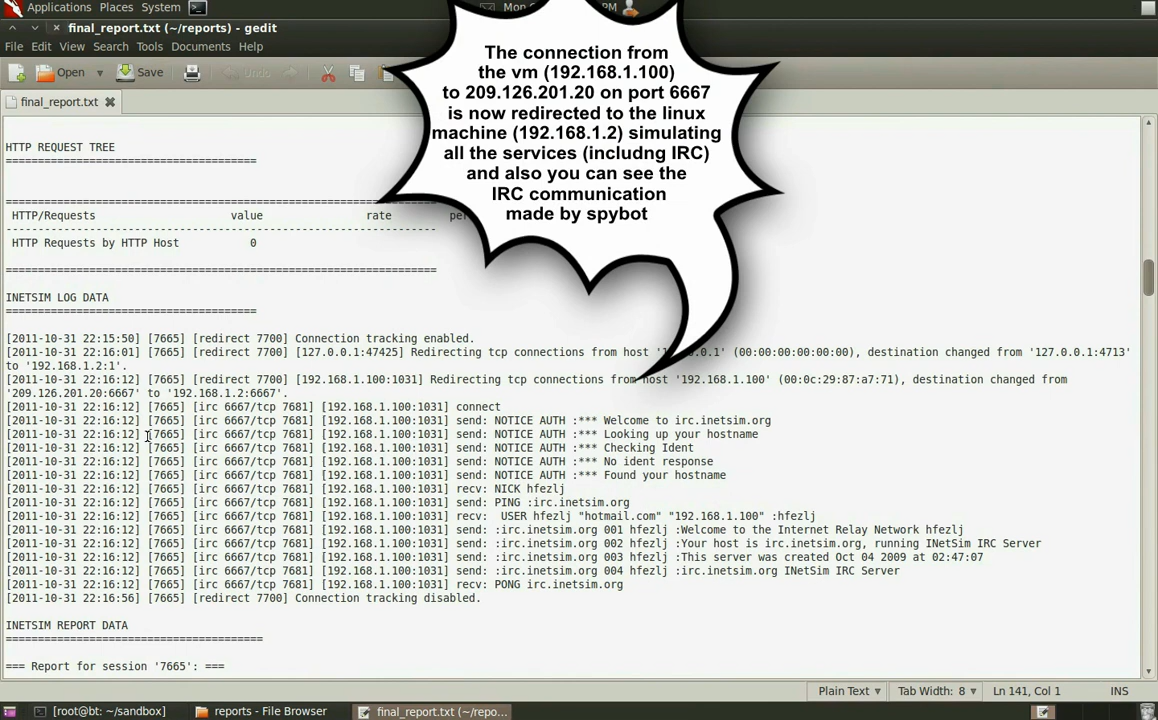 Applications Places System
Mon PM
final_report.txt (~/reports) - gedit
File Edit View Search Tools Documents Help
Open Save Undo
final_report.txt
The connection from
the vm (192.168.1.100)
to 209.126.201.20 on port 6667
is now redirected to the linux
machine (192.168.1.2) simulating
all the services (includng IRC)
and also you can see the
IRC communication
made by spybot
HTTP REQUEST TREE
=======================================
===================================================================
HTTP/Requests value rate
-------------------------------------------------------------------
HTTP Requests by HTTP Host 0
===================================================================
INETSIM LOG DATA
=======================================
[2011-10-31 22:15:50] [7665] [redirect 7700] Connection tracking enabled.
[2011-10-31 22:16:01] [7665] [redirect 7700] [127.0.0.1:47425] Redirecting tcp connections from host (00:00:00:00:00:00), destination changed from '127.0.0.1:4713'
to '192.168.1.2:1'.
[2011-10-31 22:16:12] [7665] [redirect 7700] [192.168.1.100:1031] Redirecting tcp connections from host '192.168.1.100' (00:0c:29:87:a7:71), destination changed from
'209.126.201.20:6667' to '192.168.1.2:6667'.
[2011-10-31 22:16:12] [7665] [irc 6667/tcp 7681] [192.168.1.100:1031] connect
[2011-10-31 22:16:12] [7665] [irc 6667/tcp 7681] [192.168.1.100:1031] send: NOTICE AUTH :*** Welcome to irc.inetsim.org
[2011-10-31 22:16:12] [7665] [irc 6667/tcp 7681] [192.168.1.100:1031] send: NOTICE AUTH :*** Looking up your hostname
[2011-10-31 22:16:12] [7665] [irc 6667/tcp 7681] [192.168.1.100:1031] send: NOTICE AUTH :*** Checking Ident
[2011-10-31 22:16:12] [7665] [irc 6667/tcp 7681] [192.168.1.100:1031] send: NOTICE AUTH :*** No ident response
[2011-10-31 22:16:12] [7665] [irc 6667/tcp 7681] [192.168.1.100:1031] send: NOTICE AUTH :*** Found your hostname
[2011-10-31 22:16:12] [7665] [irc 6667/tcp 7681] [192.168.1.100:1031] recv: NICK hfezlj
[2011-10-31 22:16:12] [7665] [irc 6667/tcp 7681] [192.168.1.100:1031] send: PING :irc.inetsim.org
[2011-10-31 22:16:12] [7665] [irc 6667/tcp 7681] [192.168.1.100:1031] recv:  USER hfezlj "hotmail.com" "192.168.1.100" :hfezlj
[2011-10-31 22:16:12] [7665] [irc 6667/tcp 7681] [192.168.1.100:1031] send: :irc.inetsim.org 001 hfezlj :Welcome to the Internet Relay Network hfezlj
[2011-10-31 22:16:12] [7665] [irc 6667/tcp 7681] [192.168.1.100:1031] send: :irc.inetsim.org 002 hfezlj :Your host is irc.inetsim.org, running INetSim IRC Server
[2011-10-31 22:16:12] [7665] [irc 6667/tcp 7681] [192.168.1.100:1031] send: :irc.inetsim.org 003 hfezlj :This server was created Oct 04 2009 at 02:47:07
[2011-10-31 22:16:12] [7665] [irc 6667/tcp 7681] [192.168.1.100:1031] send: :irc.inetsim.org 004 hfezlj :irc.inetsim.org INetSim IRC Server
[2011-10-31 22:16:12] [7665] [irc 6667/tcp 7681] [192.168.1.100:1031] recv: PONG irc.inetsim.org
[2011-10-31 22:16:56] [7665] [redirect 7700] Connection tracking disabled.
INETSIM REPORT DATA
========================================
=== Report for session '7665': ===
Plain Text Tab Width: 8 Ln 141, Col 1 INS
[root@bt: ~/sandbox] reports - File Browser final_report.txt (~/repo...